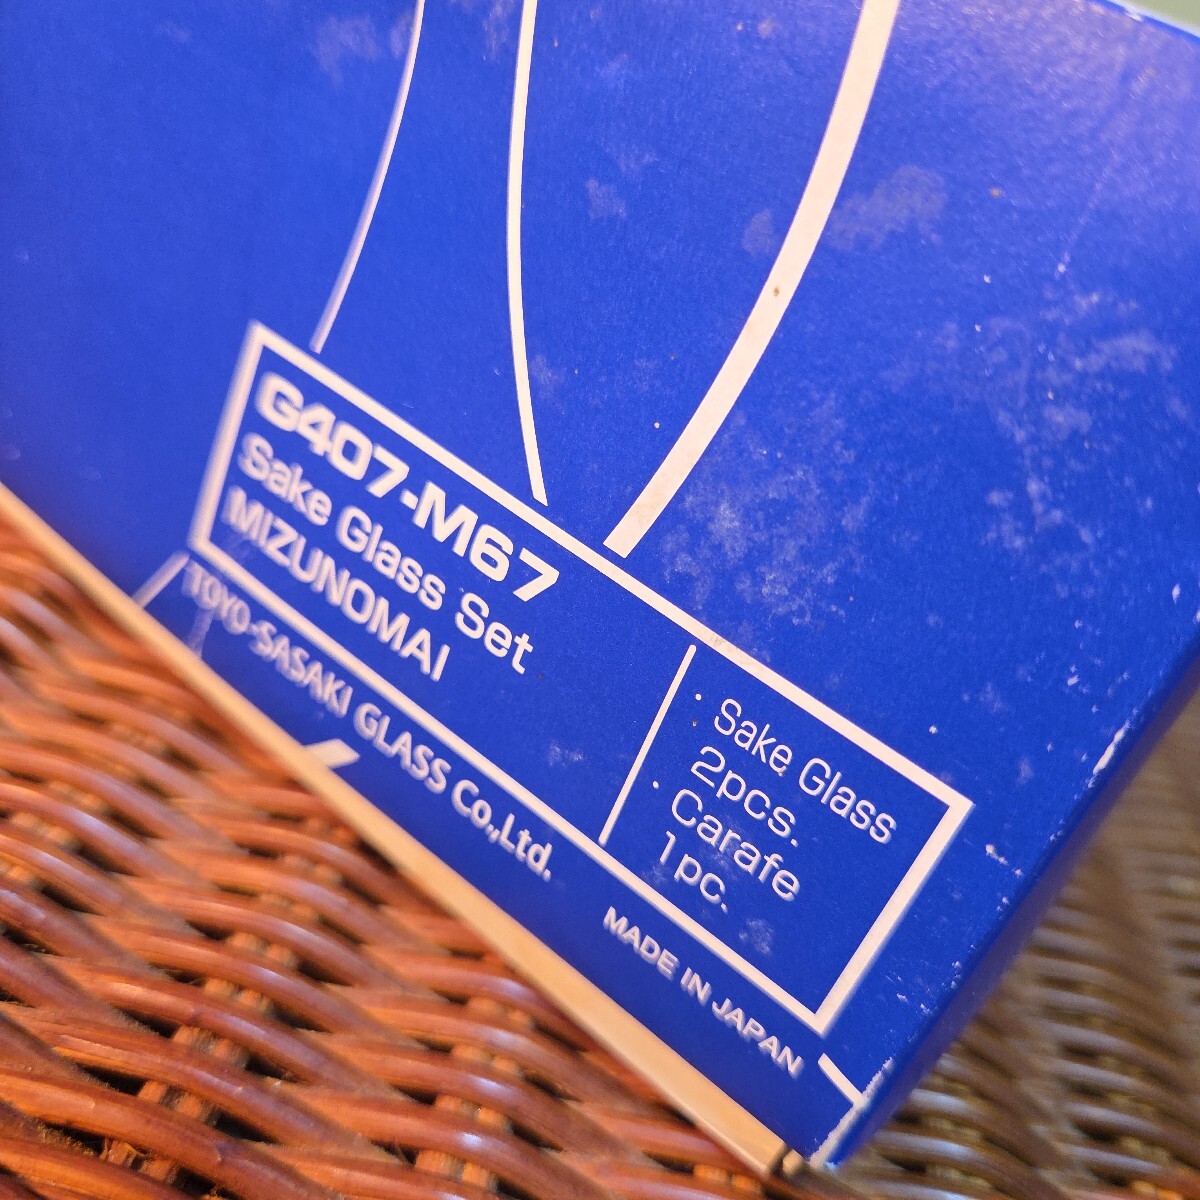 G407-M67
Sake Glass Set
MIZUNOMAI
· Sake Glass
2pcs.
· Carafe
1pc.
TOYO-SASAKI GLASS Co.,Ltd.
MADE IN JAPAN